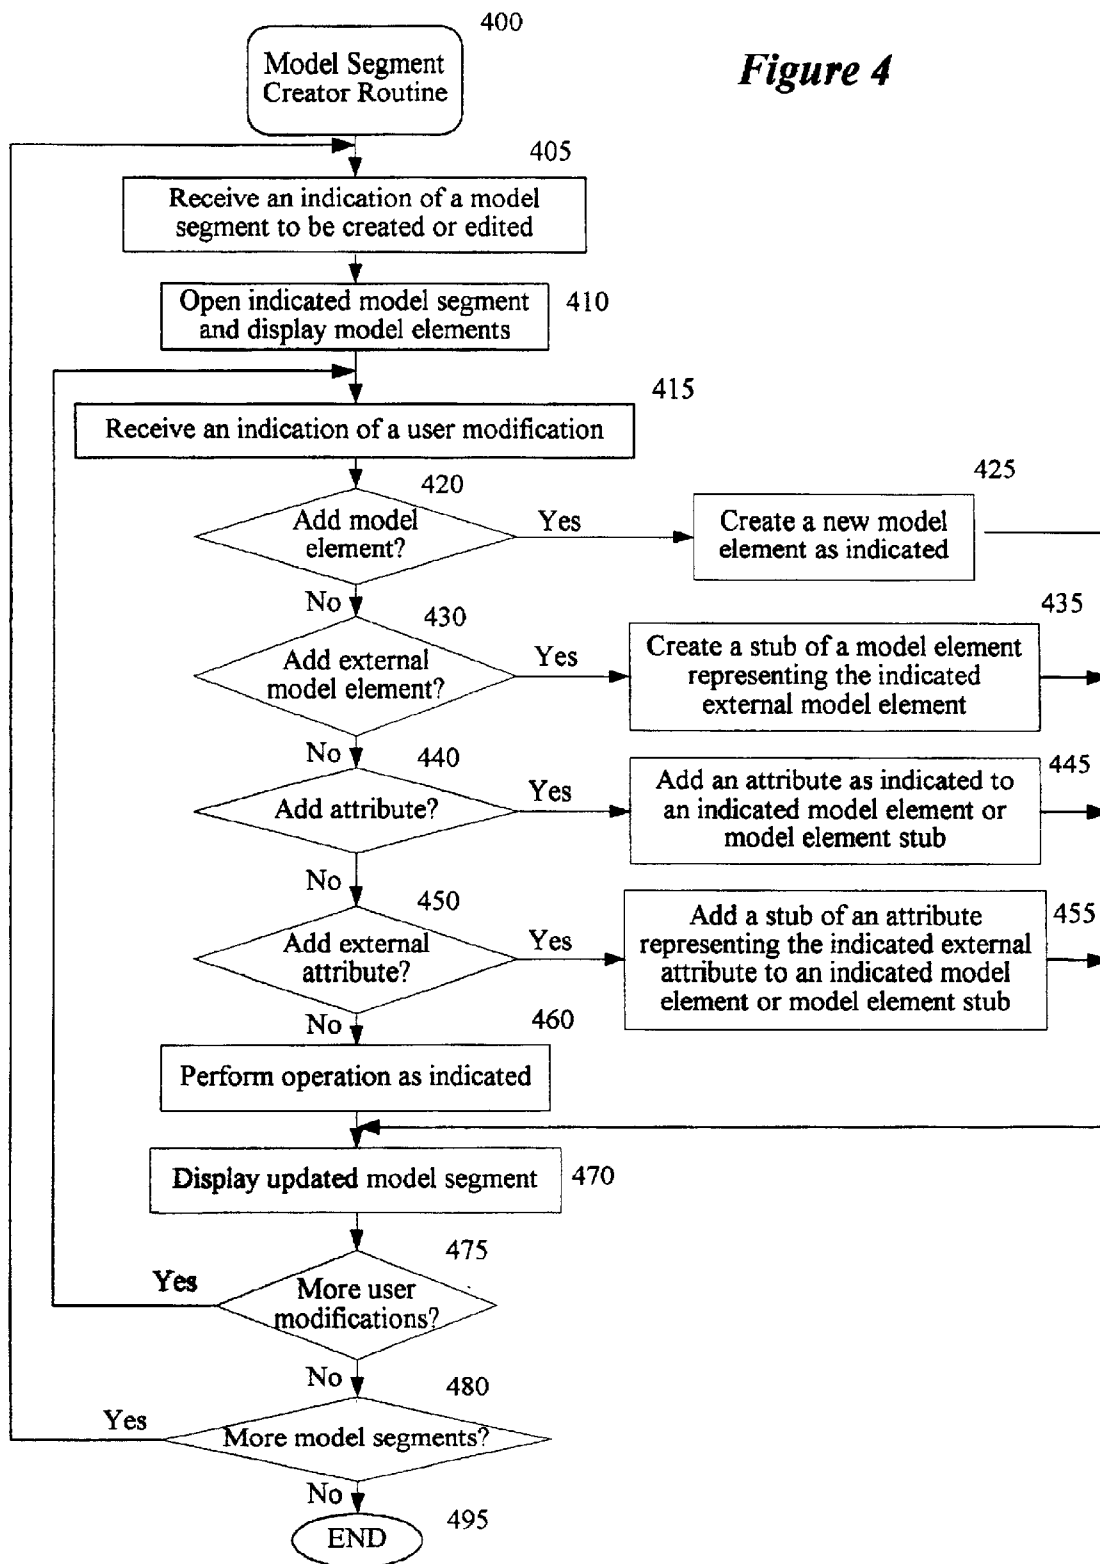 400
Model Segment
Creator Routine
Figure 4
405
Receive an indication of a model
segment to be created or edited
Open indicated model segment
and display model elements
410
415
Receive an indication of a user modification
420
Add model
element?
Yes
425
Create a new model
element as indicated
No
430
Add external
model element?
Yes
435
Create a stub of a model element
representing the indicated
external model element
No
440
Add attribute?
Yes
445
Add an attribute as indicated to
an indicated model element or
model element stub
No
450
Add external
attribute?
Yes
455
Add a stub of an attribute
representing the indicated external
attribute to an indicated model
element or model element stub
No
460
Perform operation as indicated
Display updated model segment
470
475
More user
modifications?
Yes
No
480
More model segments?
Yes
No
495
END